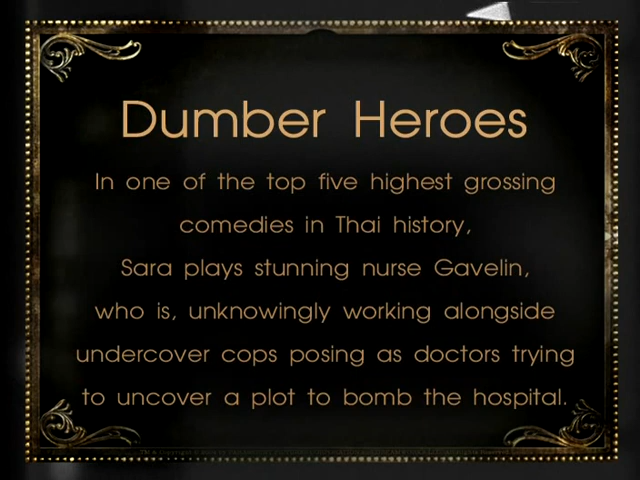 Dumber Heroes
In one of the top five highest grossing
comedies in Thai history,
Sara plays stunning nurse Gavelin,
who is, unknowingly working alongside
undercover cops posing as doctors trying
to uncover a plot to bomb the hospital.